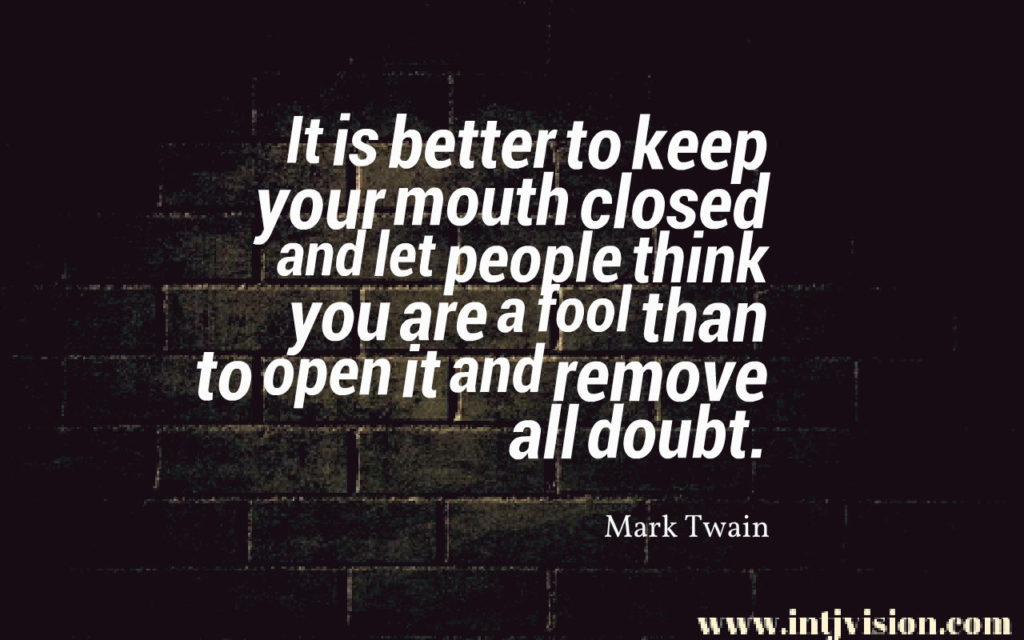 It is better to keep
your mouth closed
and let people think
you are a fool than
to open it and remove
all doubt.
Mark Twain
www.intjvision.com